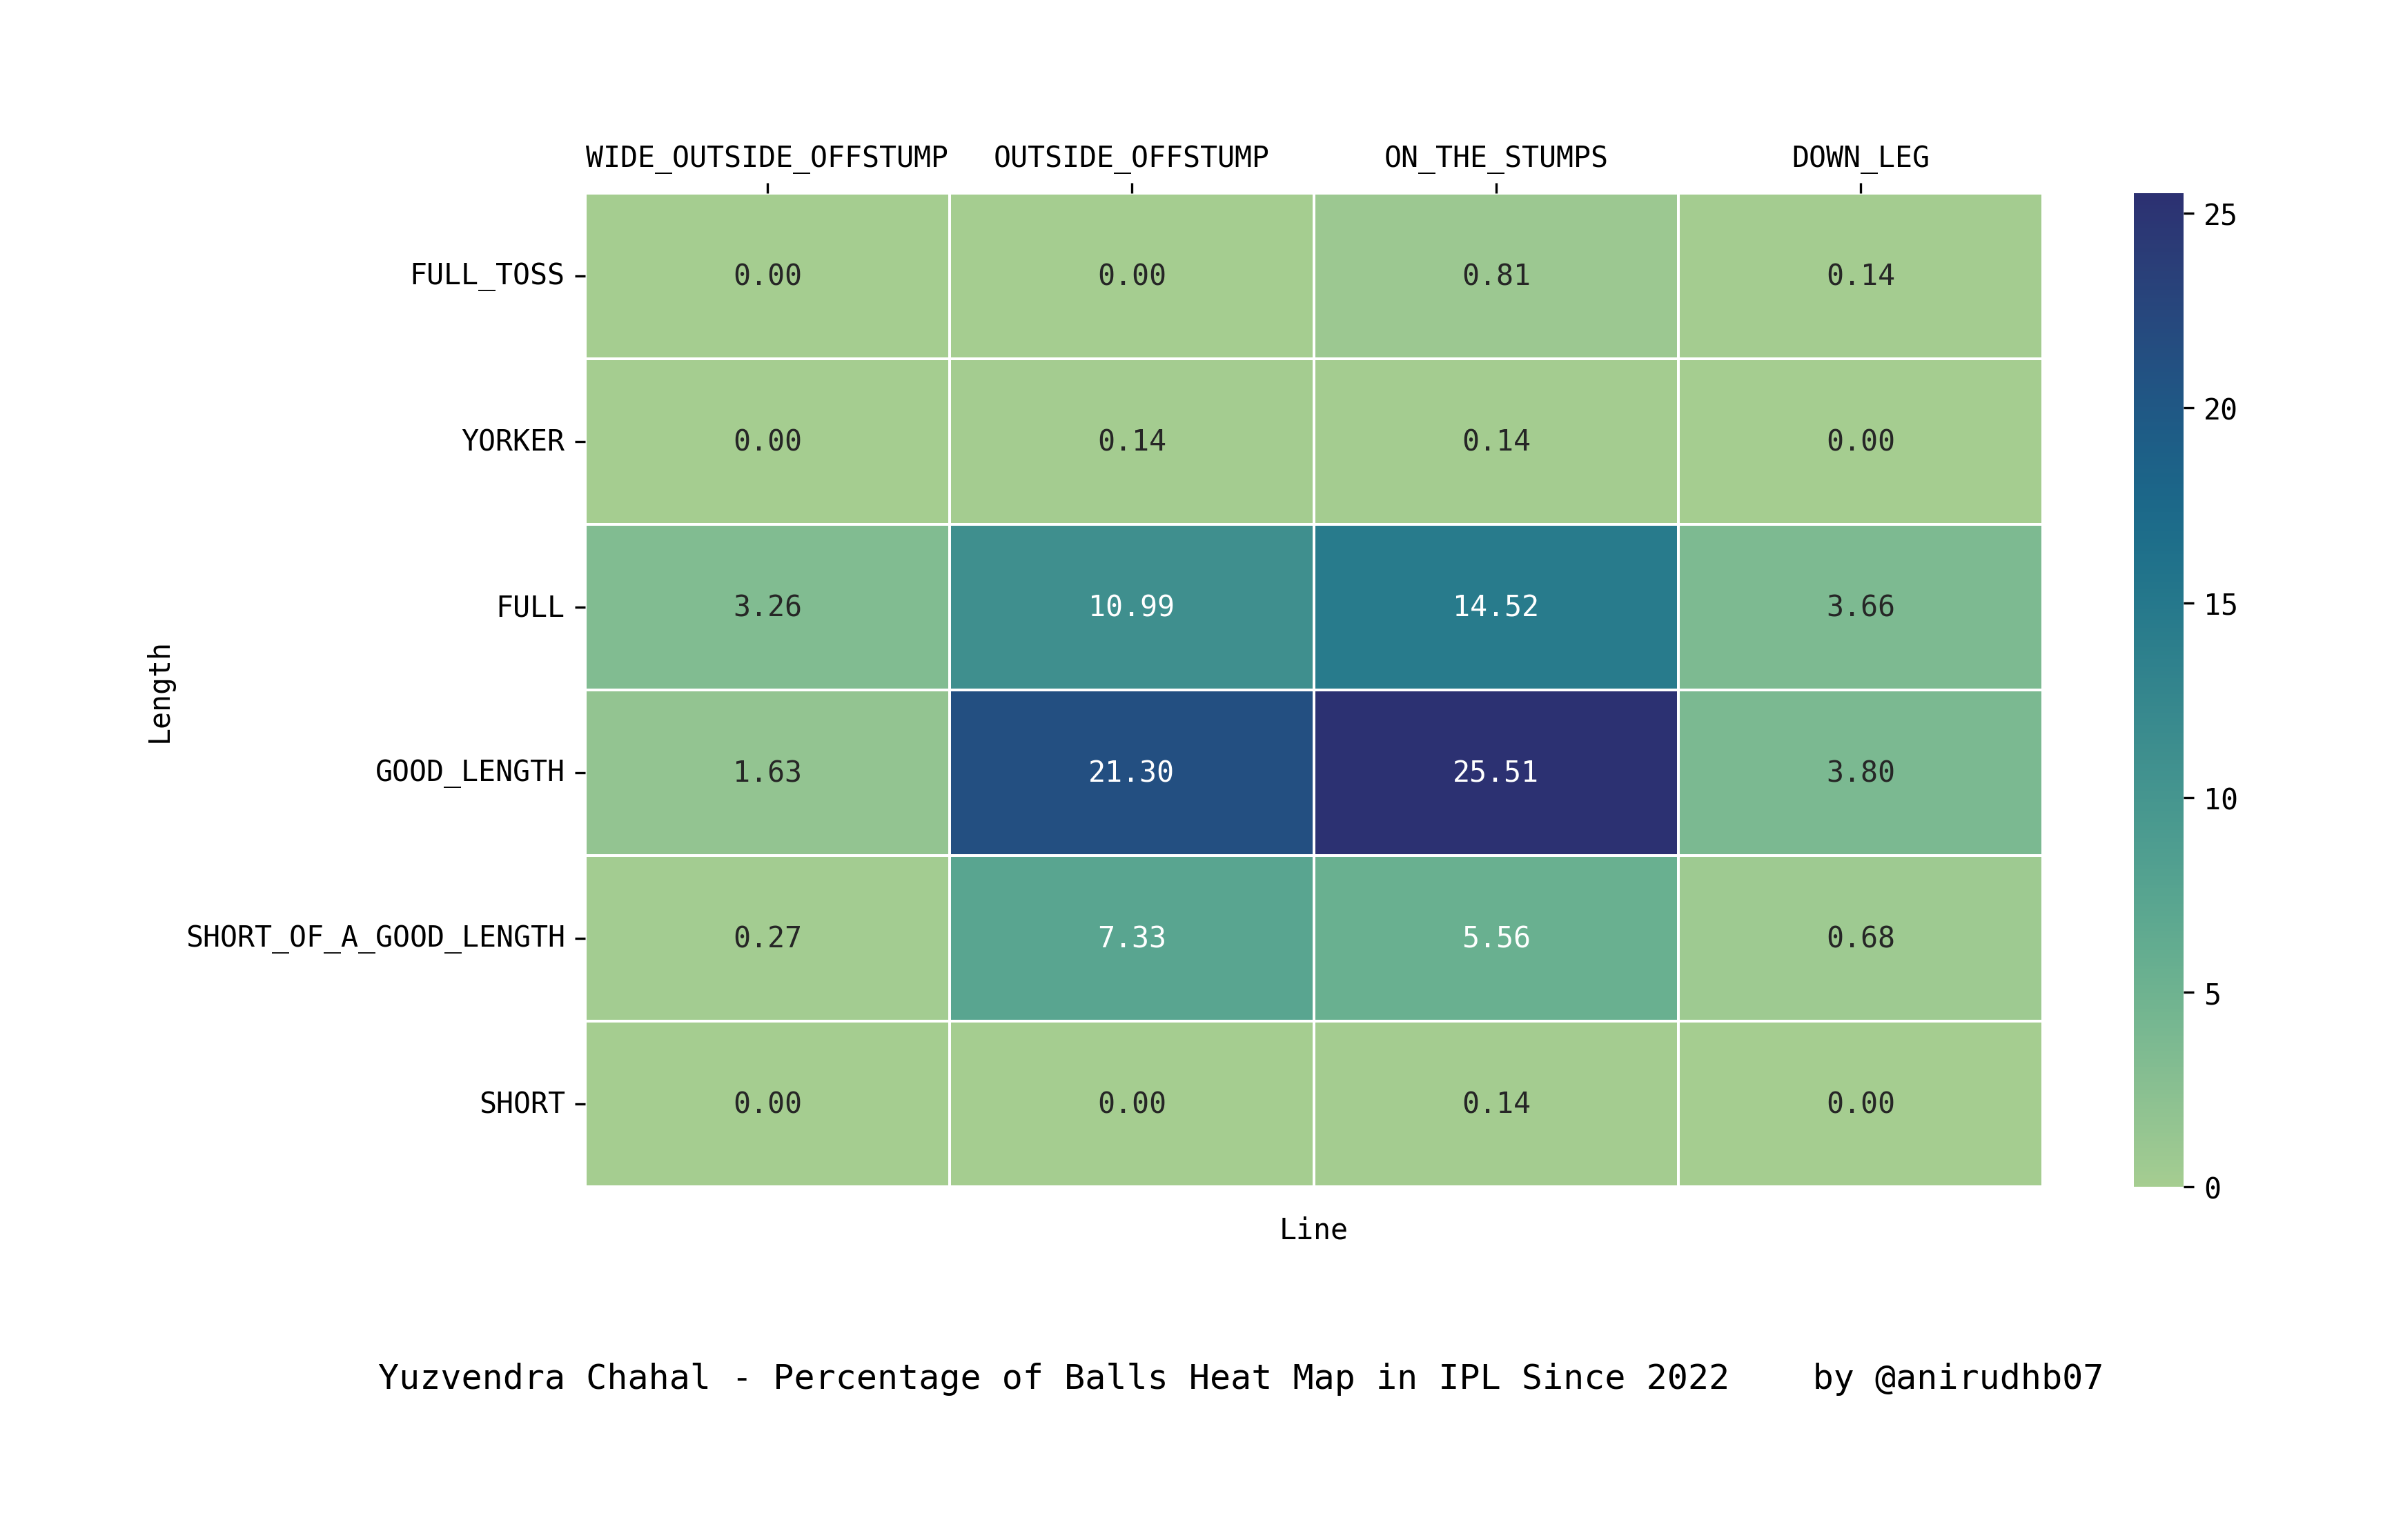 WIDE_OUTSIDE_OFFSTUMP OUTSIDE_OFFSTUMP ON_THE_STUMPS DOWN_LEG
FULL_TOSS 0.00 0.00 0.81 0.14
YORKER 0.00 0.14 0.14 0.00
FULL 3.26 10.99 14.52 3.66
GOOD_LENGTH 1.63 21.30 25.51 3.80
SHORT_OF_A_GOOD_LENGTH 0.27 7.33 5.56 0.68
SHORT 0.00 0.00 0.14 0.00
Length
Line
25
20
15
10
5
0
Yuzvendra Chahal - Percentage of Balls Heat Map in IPL Since 2022 by @anirudhb07